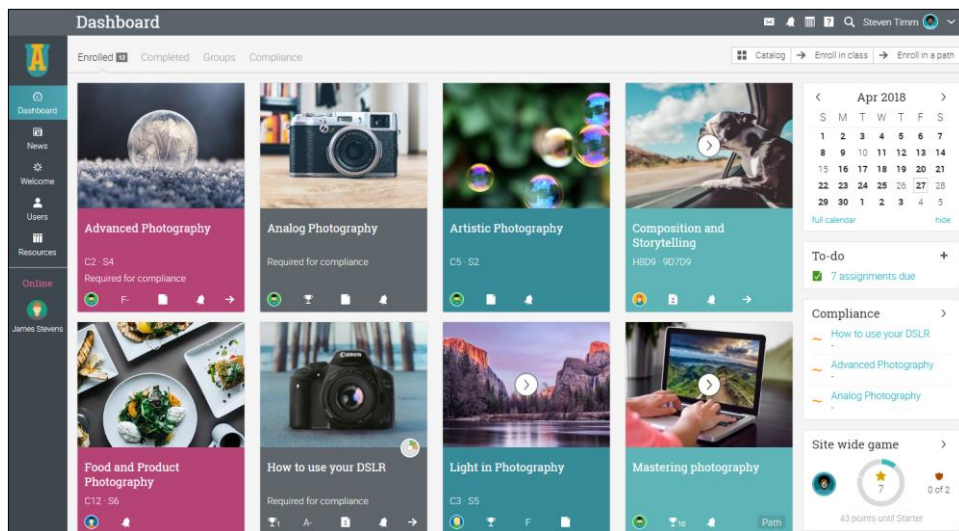 Dashboard
Steven Timm
Enrolled 12 Completed Groups Compliance
Catalog → Enroll in class → Enroll in a path
Dashboard
News
Welcome
Users
Resources
Online
James Stevens
Advanced Photography
C2 · S4
Required for compliance
F-
Analog Photography
Required for compliance
Artistic Photography
C5 · S2
Composition and
Storytelling
H8D9 · 9D7D9
2
Food and Product
Photography
C12 · S6
Canon
How to use your DSLR
Required for compliance
1 A- 3
Light in Photography
C3 · S5
F
Mastering photography
10 Path
< Apr 2018 >
S M T W T F S
1 2 3 4 5 6 7
8 9 10 11 12 13 14
15 16 17 18 19 20 21
22 23 24 25 26 27 28
29 30 1 2 3 4 5
full calendar hide
To-do +
7 assignments due
Compliance >
How to use your DSLR
-
Advanced Photography
-
Analog Photography
-
Site wide game >
7 0 of 2
43 points until Starter